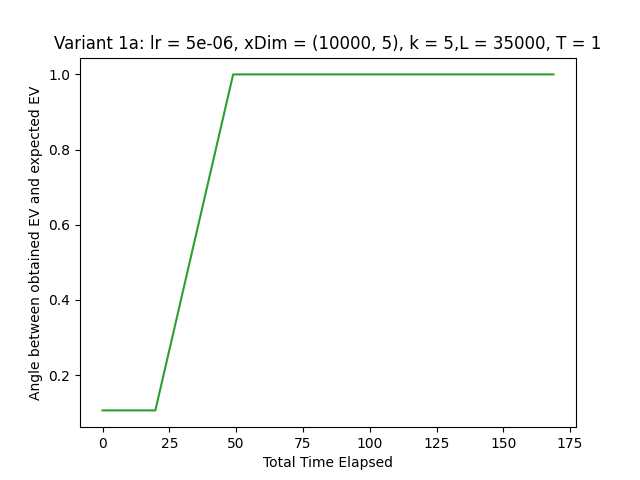 Variant 1a: lr = 5e-06, xDim = (10000, 5), k = 5,L = 35000, T = 1
Angle between obtained EV and expected EV
1.0
0.8
0.6
0.4
0.2
0 25 50 75 100 125 150 175
Total Time Elapsed